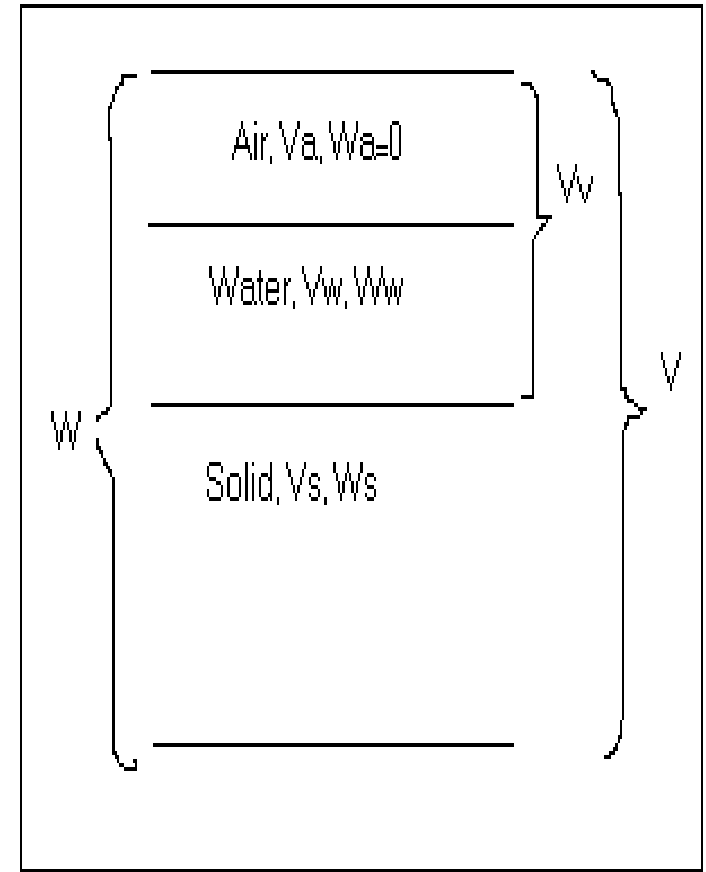 Air, Va, Wa=0
Vv
Water, Vw, Ww
V
W
Solid, Vs, Ws